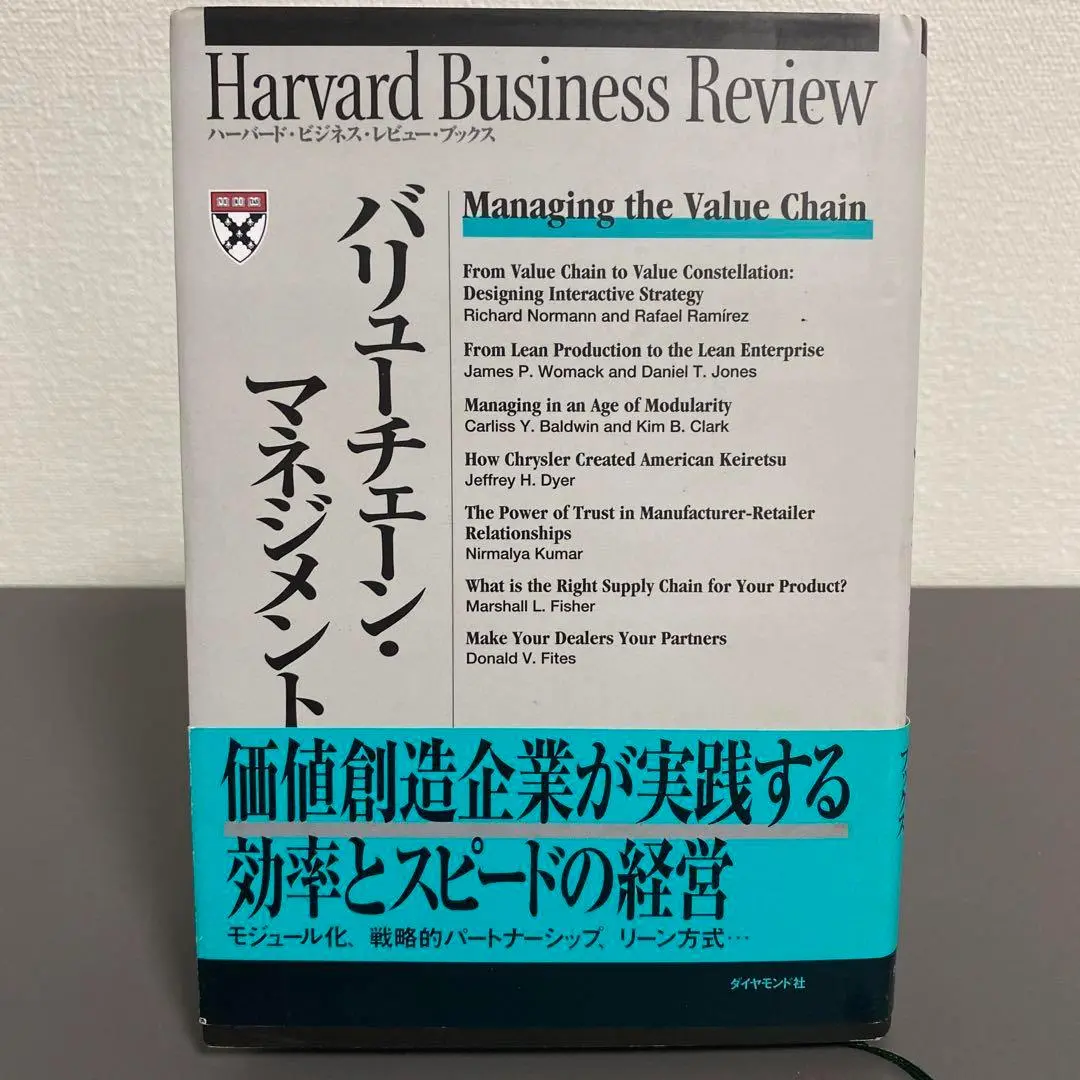 Harvard Business Review
ハーバード・ビジネス・レビュー・ブックス
バリューチェーン・
マネジメント
Managing the Value Chain
From Value Chain to Value Constellation:
Designing Interactive Strategy
Richard Normann and Rafael Ramírez
From Lean Production to the Lean Enterprise
James P. Womack and Daniel T. Jones
Managing in an Age of Modularity
Carliss Y. Baldwin and Kim B. Clark
How Chrysler Created American Keiretsu
Jeffrey H. Dyer
The Power of Trust in Manufacturer-Retailer
Relationships
Nirmalya Kumar
What is the Right Supply Chain for Your Product?
Marshall L. Fisher
Make Your Dealers Your Partners
Donald V. Fites
価値創造企業が実践する
効率とスピードの経営
モジュール化、戦略的パートナーシップ、リーン方式…
ダイヤモンド社